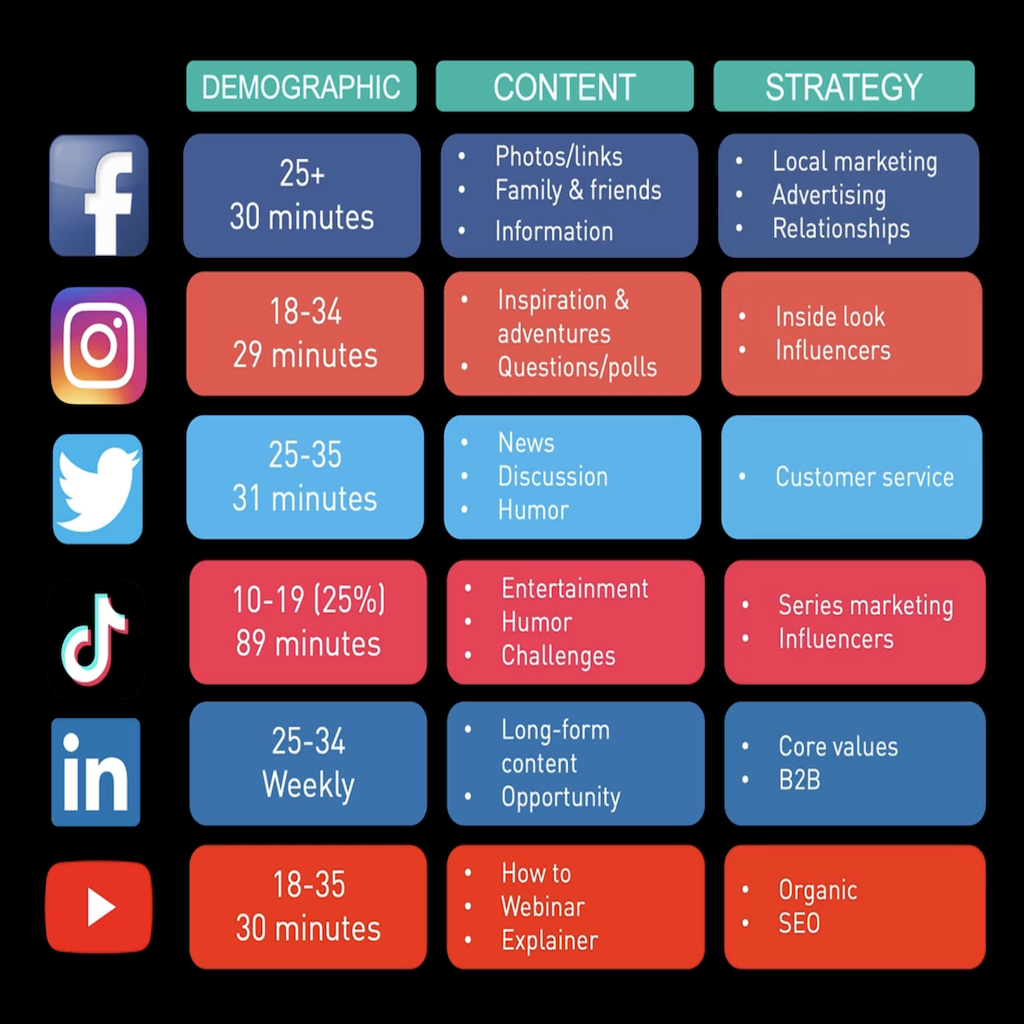 DEMOGRAPHIC
CONTENT
STRATEGY
f
25+
30 minutes
• Photos/links
• Family & friends
• Information
• Local marketing
• Advertising
• Relationships
18-34
29 minutes
• Inspiration &
adventures
• Questions/polls
• Inside look
• Influencers
25-35
31 minutes
• News
• Discussion
• Humor
• Customer service
10-19 (25%)
89 minutes
• Entertainment
• Humor
• Challenges
• Series marketing
• Influencers
in
25-34
Weekly
• Long-form
content
• Opportunity
• Core values
• B2B
18-35
30 minutes
• How to
• Webinar
• Explainer
• Organic
• SEO